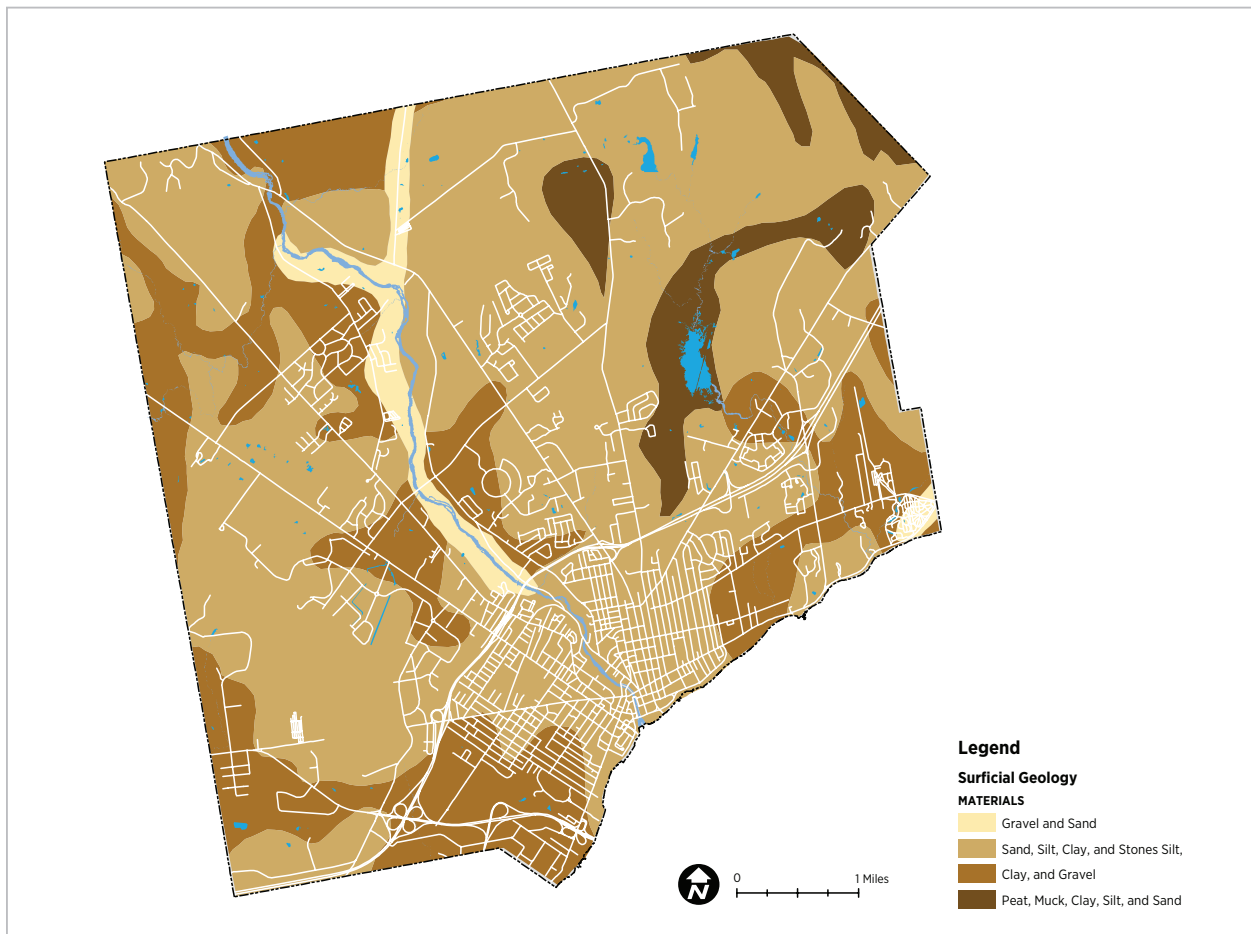 Legend
Surficial Geology
MATERIALS
Gravel and Sand
Sand, Silt, Clay, and Stones Silt,
Clay, and Gravel
Peat, Muck, Clay, Silt, and Sand
N
0 1 Miles